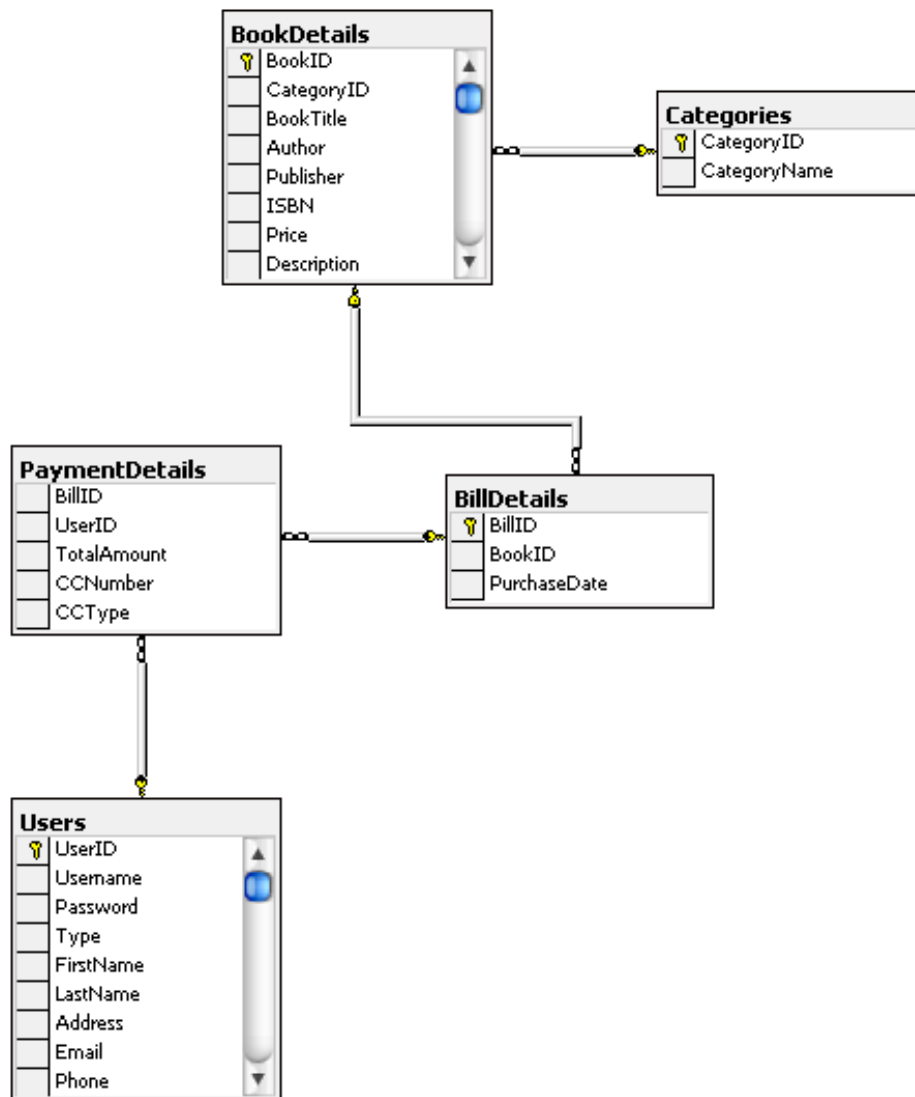 BookDetails
BookID
CategoryID
BookTitle
Author
Publisher
ISBN
Price
Description
Categories
CategoryID
CategoryName
PaymentDetails
BillID
UserID
TotalAmount
CCNumber
CCType
BillDetails
BillID
BookID
PurchaseDate
Users
UserID
Username
Password
Type
FirstName
LastName
Address
Email
Phone